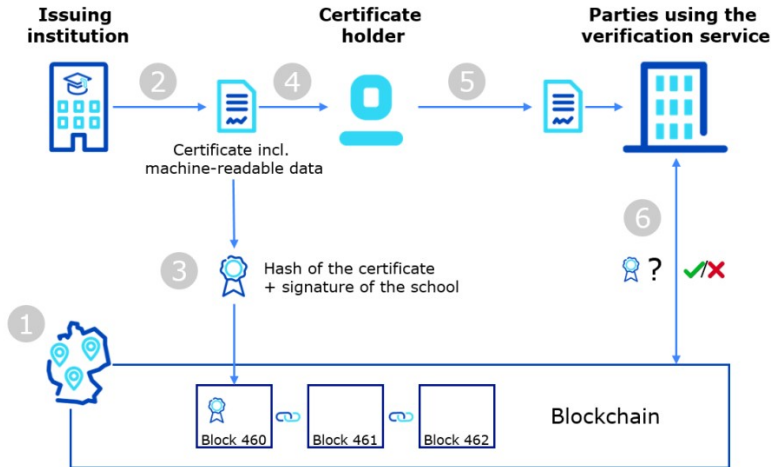 Issuing
institution
Certificate
holder
Parties using the
verification service
2
4
5
Certificate incl.
machine-readable data
6
3
Hash of the certificate
+ signature of the school
?
/
1
Block 460
Block 461
Block 462
Blockchain